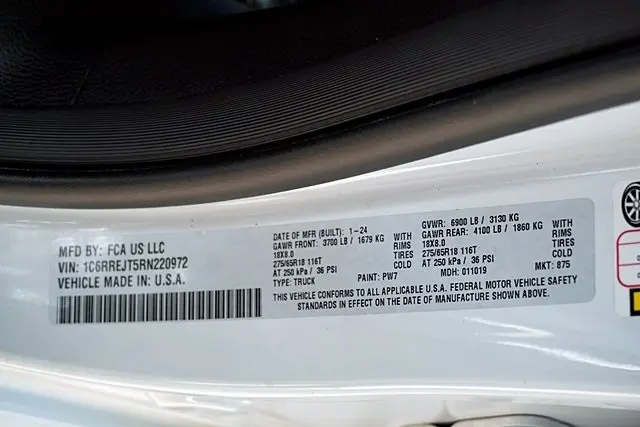 MFD BY: FCA US LLC
VIN: 1C6RREJT5RN220972
VEHICLE MADE IN: U.S.A.
DATE OF MFR (BUILT): 1-24
GAWR FRONT: 3700 LB / 1679 KG WITH
18X8.0 RIMS
275/65R18 116T TIRES
AT 250 kPa / 36 PSI COLD
TYPE: TRUCK PAINT: PW7
GVWR: 6900 LB / 3130 KG
GAWR REAR: 4100 LB / 1860 KG WITH
18X8.0 RIMS
275/65R18 116T TIRES
AT 250 kPa / 36 PSI COLD
MDH: 011019 MKT: 875
THIS VEHICLE CONFORMS TO ALL APPLICABLE U.S.A. FEDERAL MOTOR VEHICLE SAFETY
STANDARDS IN EFFECT ON THE DATE OF MANUFACTURE SHOWN ABOVE.